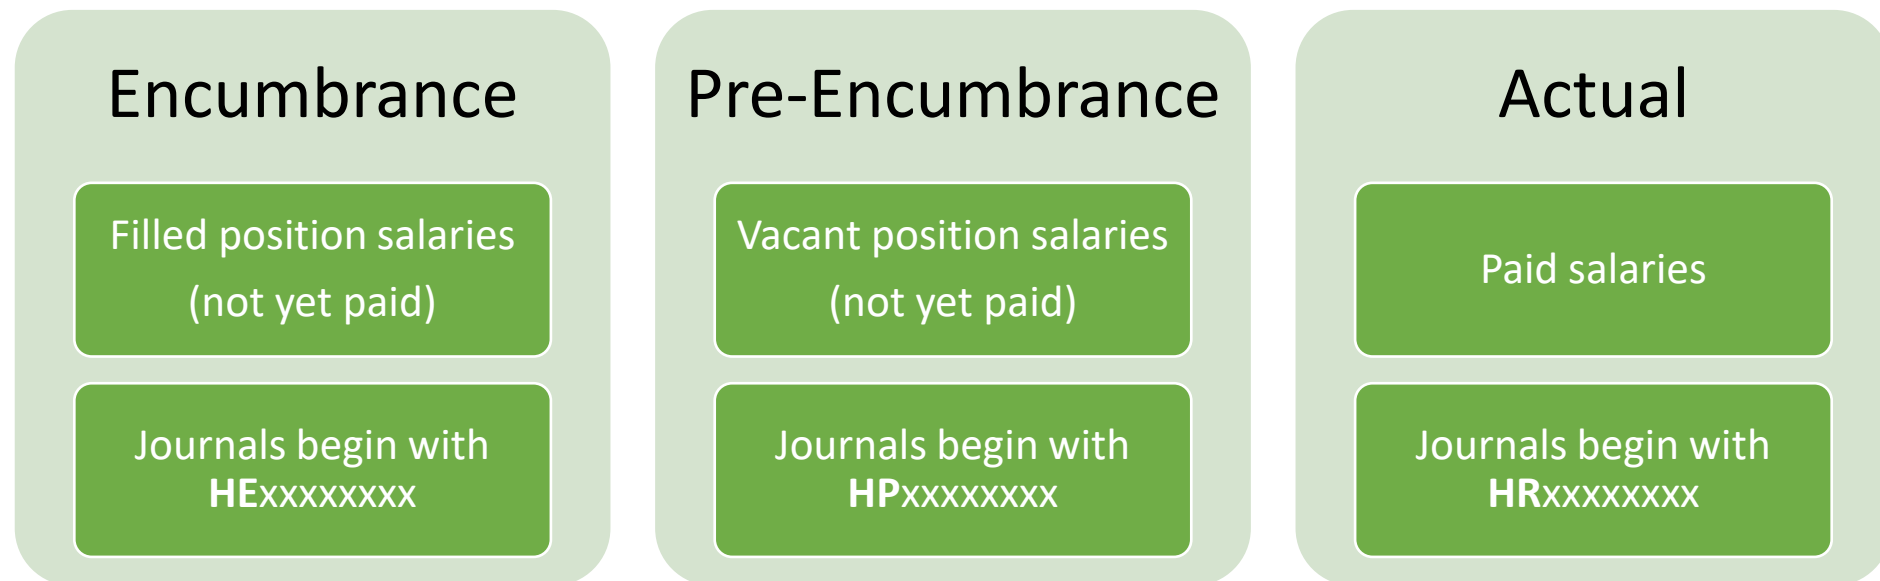 Encumbrance
Filled position salaries
(not yet paid)
Journals begin with
HExxxxxxxx
Pre-Encumbrance
Vacant position salaries
(not yet paid)
Journals begin with
HPxxxxxxxx
Actual
Paid salaries
Journals begin with
HRxxxxxxxx